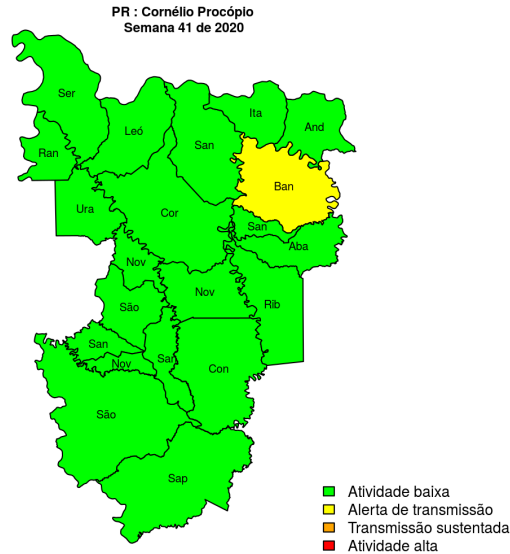 PR : Cornélio Procópio
Semana 41 de 2020
Ser
Ita
And
Leó
San
Ran
Ban
Ura
Cor
San
Aba
Nov
Nov
Rib
São
San
San
Nov
Con
São
Sap
Atividade baixa
Alerta de transmissão
Transmissão sustentada
Atividade alta